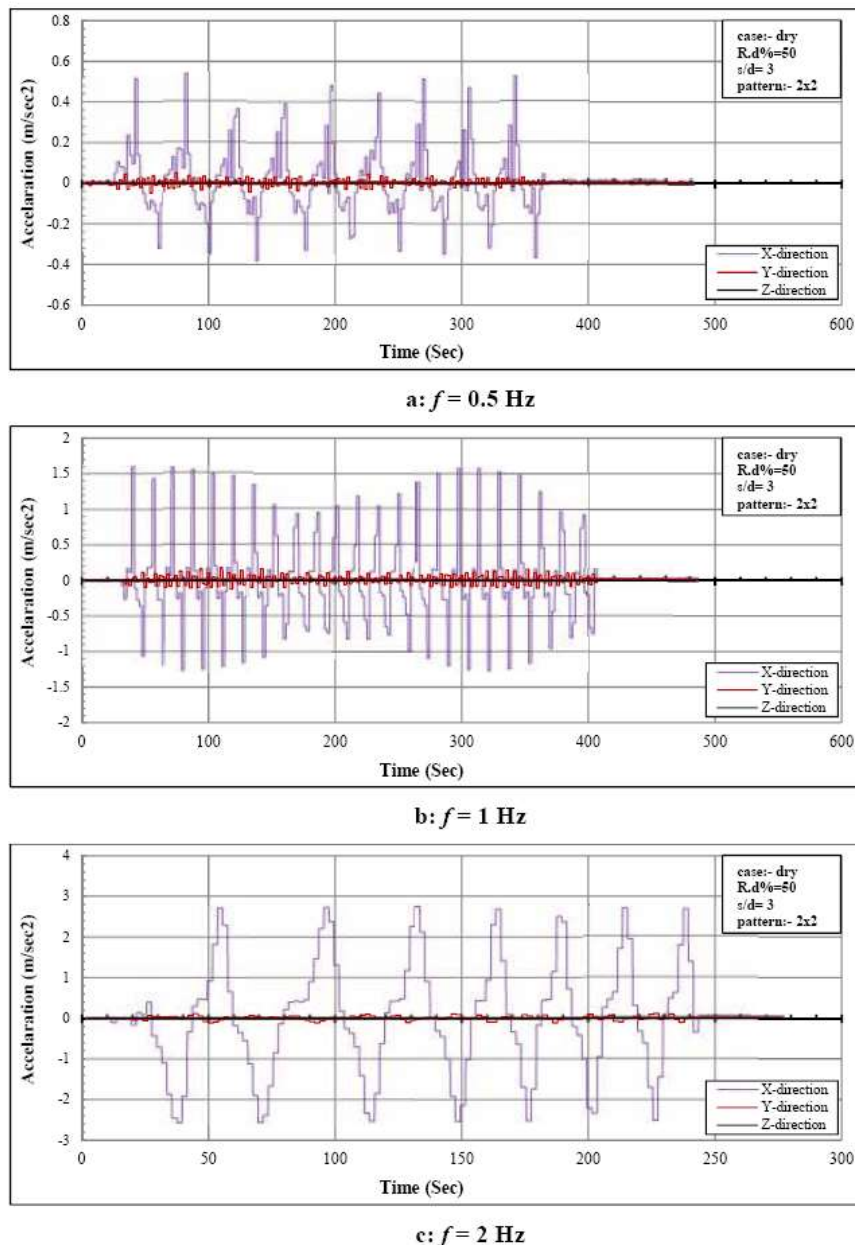 0.8
0.6
0.4
0.2
0
-0.2
-0.4
-0.6
Accelaration (m/sec2)
case:- dry
R.d%=50
s/d= 3
pattern:- 2x2
X-direction
Y-direction
Z-direction
0 100 200 300 400 500 600
Time (Sec)
a: f = 0.5 Hz
2
1.5
1
0.5
0
-0.5
-1
-1.5
-2
Accelaration (m/sec2)
case:- dry
R.d%=50
s/d= 3
pattern:- 2x2
X-direction
Y-direction
Z-direction
0 100 200 300 400 500 600
Time (Sec)
b: f = 1 Hz
4
3
2
1
0
-1
-2
-3
Accelaration (m/sec2)
case:- dry
R.d%=50
s/d= 3
pattern:- 2x2
X-direction
Y-direction
Z-direction
0 50 100 150 200 250 300
Time (Sec)
c: f = 2 Hz